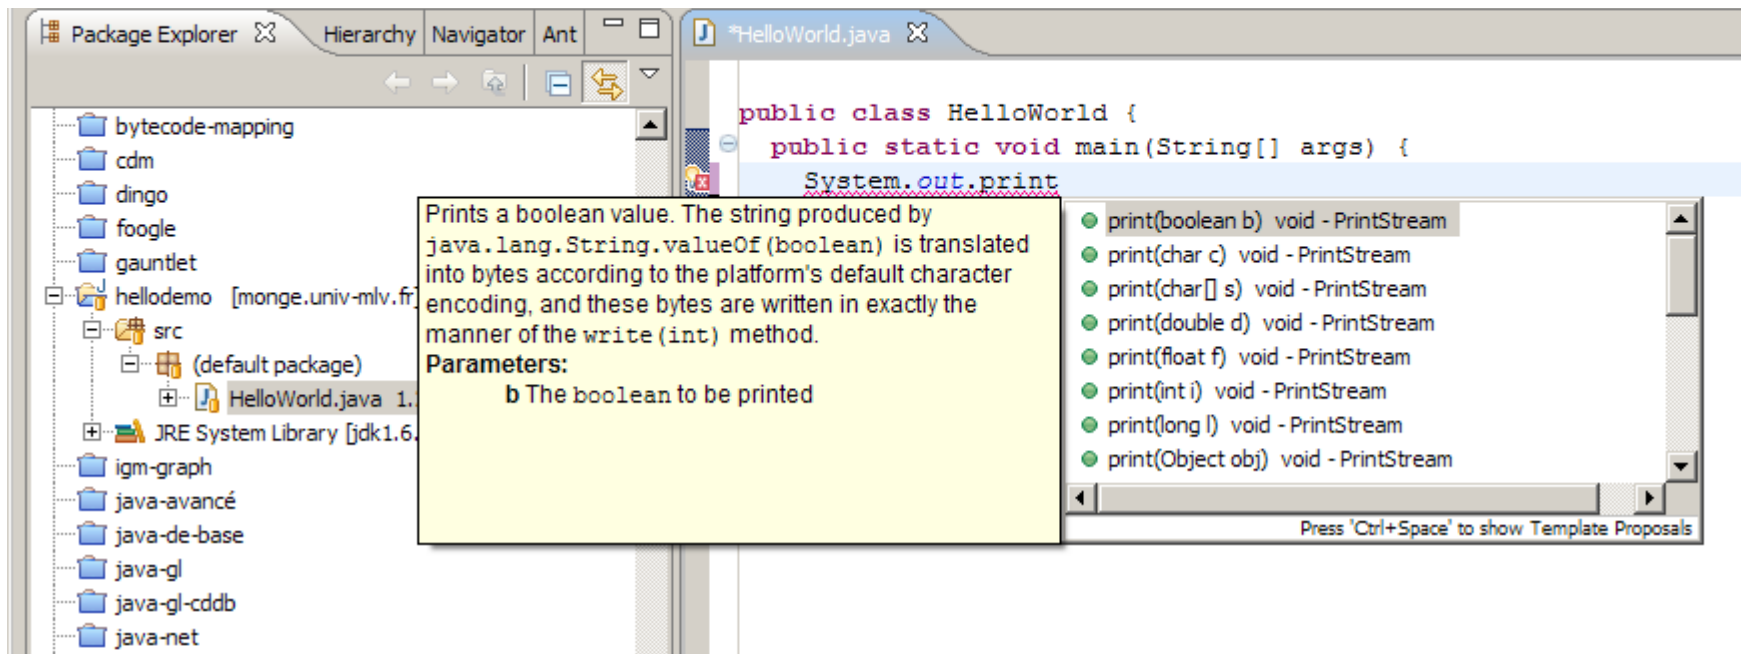 Package Explorer Hierarchy Navigator Ant
bytecode-mapping
cdm
dingo
foogle
gauntlet
hellodemo [monge.univ-mlv.fr]
src
(default package)
HelloWorld.java 1.
JRE System Library [jdk1.6.
igm-graph
java-avancé
java-de-base
java-gl
java-gl-cddb
java-net
*HelloWorld.java
public class HelloWorld {
public static void main(String[] args) {
System.out.print
Prints a boolean value. The string produced by
java.lang.String.valueOf(boolean) is translated
into bytes according to the platform's default character
encoding, and these bytes are written in exactly the
manner of the write(int) method.
Parameters:
b The boolean to be printed
print(boolean b) void - PrintStream
print(char c) void - PrintStream
print(char[] s) void - PrintStream
print(double d) void - PrintStream
print(float f) void - PrintStream
print(int i) void - PrintStream
print(long l) void - PrintStream
print(Object obj) void - PrintStream
Press 'Ctrl+Space' to show Template Proposals